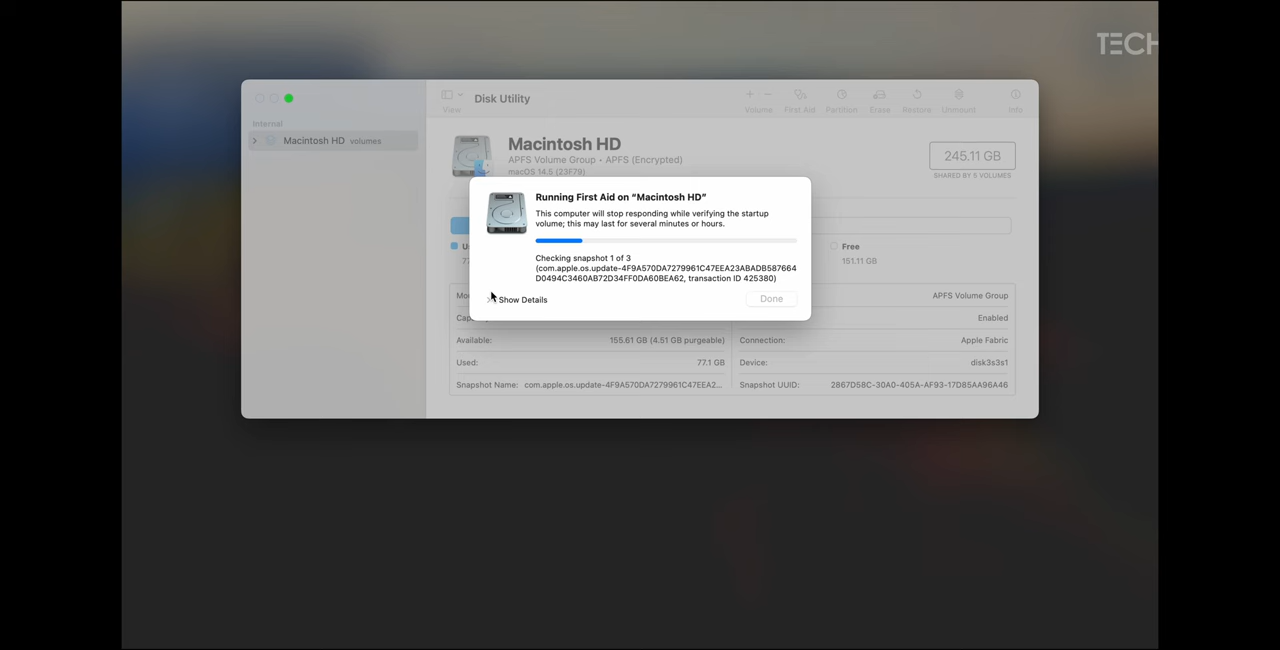 TECH
Disk Utility
View
Volume
First Aid
Partition
Erase
Restore
Unmount
Info
Internal
Macintosh HD volumes
Macintosh HD
APFS Volume Group • APFS (Encrypted)
macOS 14.5 (23F79)
245.11 GB
SHARED BY 5 VOLUMES
Running First Aid on “Macintosh HD”
This computer will stop responding while verifying the startup
volume; this may last for several minutes or hours.
Checking snapshot 1 of 3
(com.apple.os.update-4F9A570DA7279961C47EEA23ABADB587664
D0494C3460AB72D34FF0DA60BEA62, transaction ID 425380)
Show Details
Done
Free
151.11 GB
APFS Volume Group
Enabled
Available: 155.61 GB (4.51 GB purgeable)
Connection: Apple Fabric
Used: 77.1 GB
Device: disk3s3s1
Snapshot Name: com.apple.os.update-4F9A570DA7279961C47EEA2...
Snapshot UUID: 2867D58C-30A0-405A-AF93-17D85AA96A46